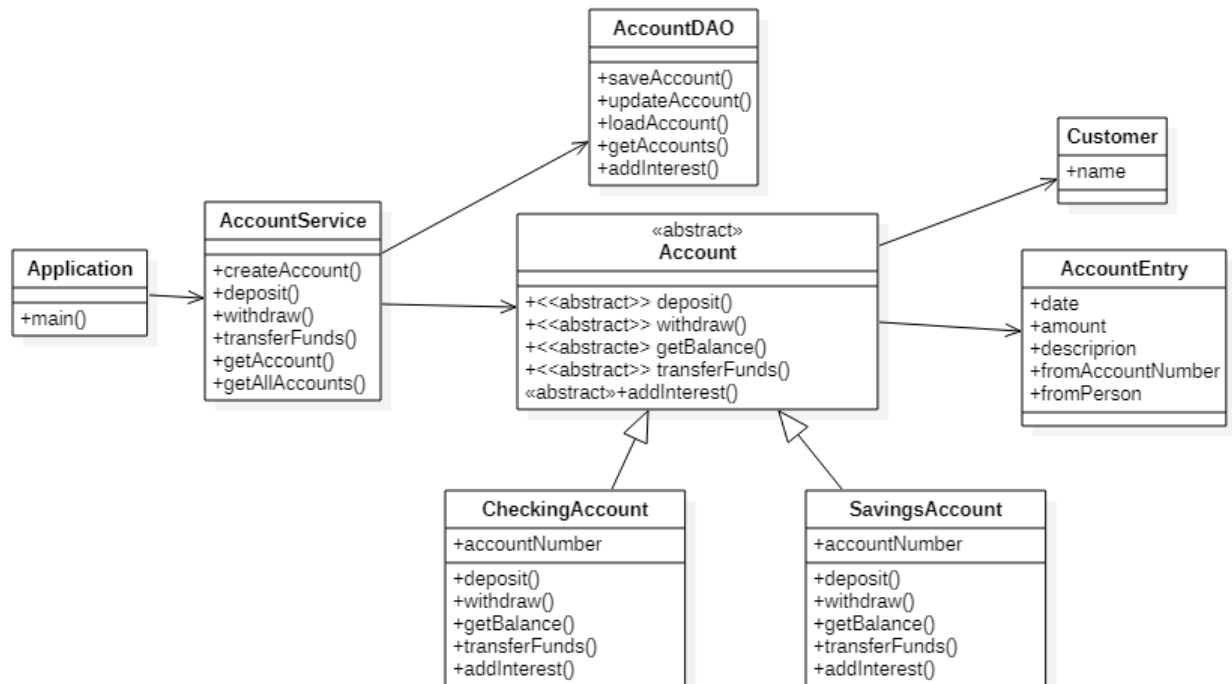 AccountDAO
+saveAccount()
+updateAccount()
+loadAccount()
+getAccounts()
+addInterest()
Customer
+name
AccountService
+createAccount()
+deposit()
+withdraw()
+transferFunds()
+getAccount()
+getAllAccounts()
Application
+main()
«abstract»
Account
+<<abstract>> deposit()
+<<abstract>> withdraw()
+<<abstracte> getBalance()
+<<abstract>> transferFunds()
«abstract»+addInterest()
AccountEntry
+date
+amount
+descriprion
+fromAccountNumber
+fromPerson
CheckingAccount
+accountNumber
+deposit()
+withdraw()
+getBalance()
+transferFunds()
+addInterest()
SavingsAccount
+accountNumber
+deposit()
+withdraw()
+getBalance()
+transferFunds()
+addInterest()